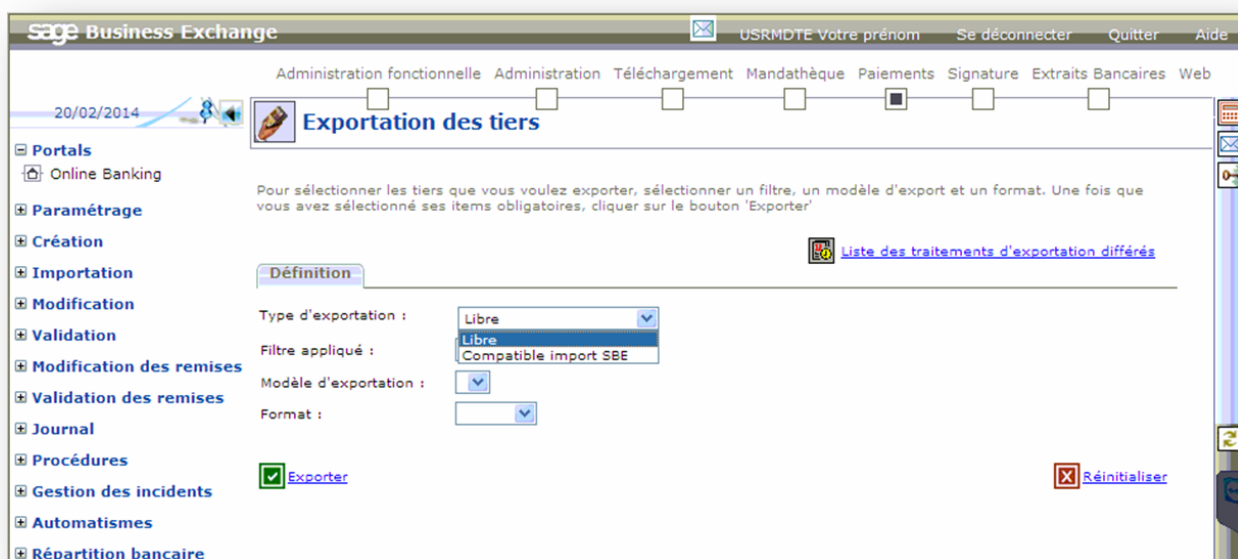 sage Business Exchange
USRMDTE Votre prénom Se déconnecter Quitter Aide
Administration fonctionnelle Administration Téléchargement Mandathèque Paiements Signature Extraits Bancaires Web
20/02/2014
Exportation des tiers
Portals
Online Banking
Paramétrage
Création
Importation
Modification
Validation
Modification des remises
Validation des remises
Journal
Procédures
Gestion des incidents
Automatismes
Répartition bancaire
Pour sélectionner les tiers que vous voulez exporter, sélectionner un filtre, un modèle d'export et un format. Une fois que
vous avez sélectionné ses items obligatoires, cliquer sur le bouton 'Exporter'
Liste des traitements d'exportation différés
Définition
Type d'exportation : Libre
Libre
Filtre appliqué :
Compatible import SBE
Modèle d'exportation :
Format :
Exporter
Réinitialiser